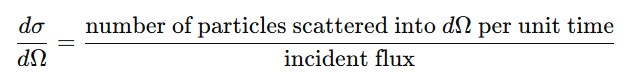 dσ/dΩ = number of particles scattered into dΩ per unit time / incident flux